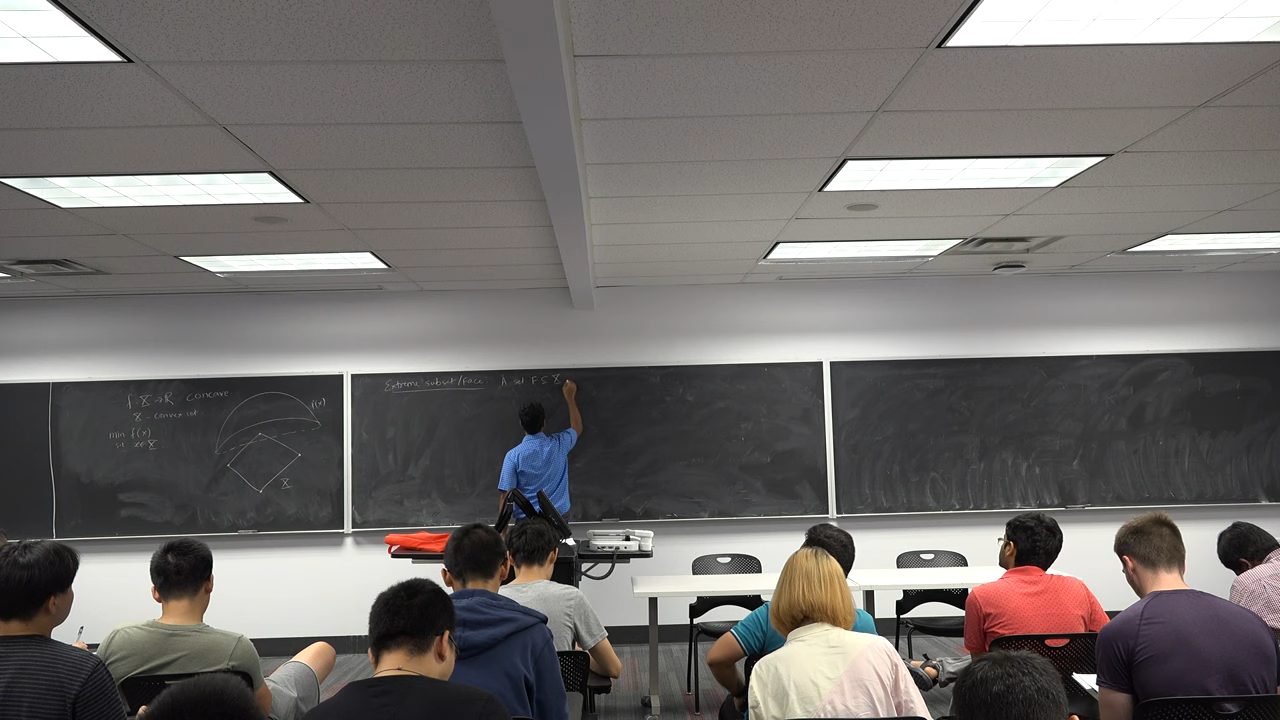 f: X → R concave
X - convex set
min f(x)
s.t. x∈X
f(x)
X
Extreme subset/Face: A set F ⊆ X